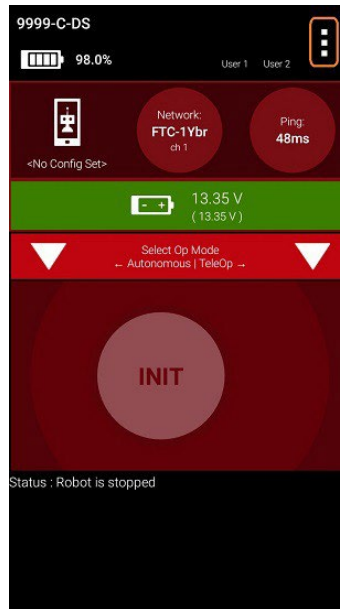 9999-C-DS
98.0%
User 1 User 2
Network:
FTC-1Ybr
ch 1
Ping:
48ms
<No Config Set>
13.35 V
( 13.35 V )
Select Op Mode
← Autonomous | TeleOp →
INIT
Status : Robot is stopped